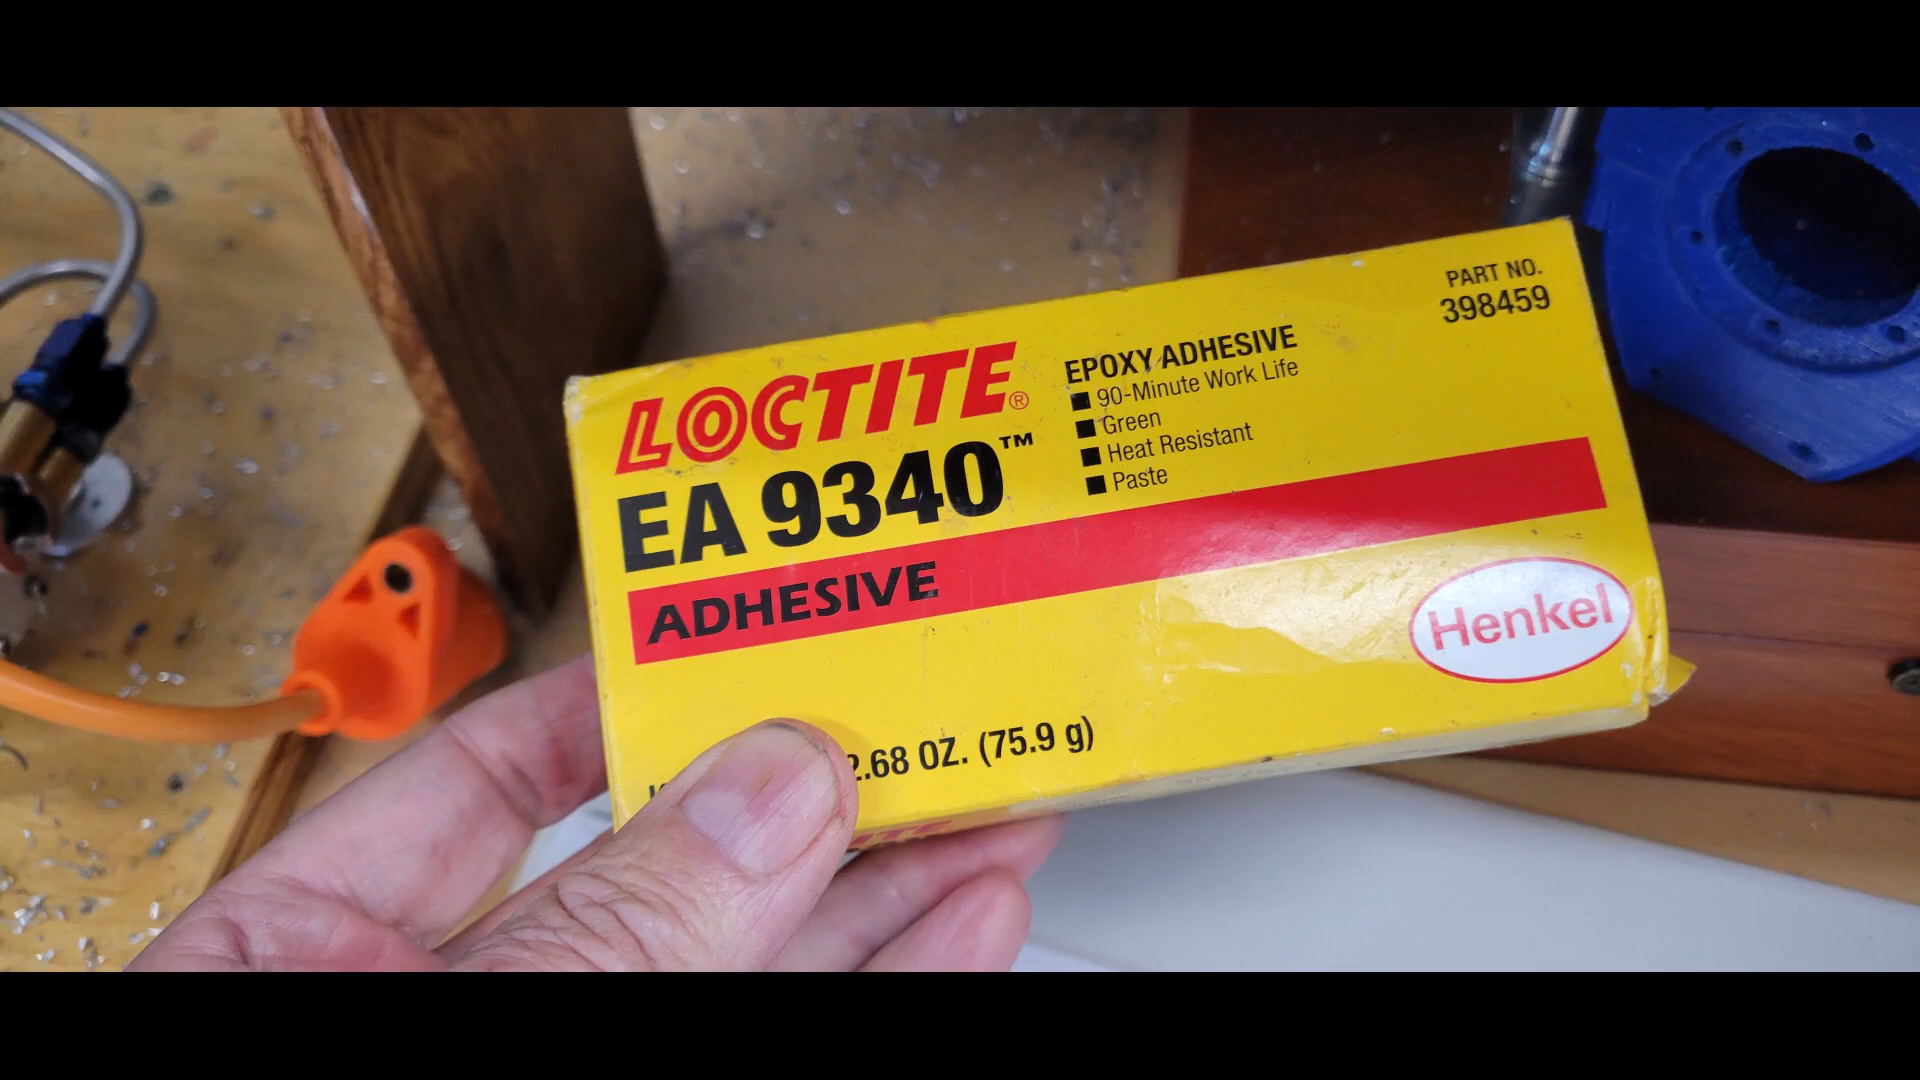 LOCTITE®
EA 9340™
ADHESIVE
EPOXY ADHESIVE
■ 90-Minute Work Life
■ Green
■ Heat Resistant
■ Paste
PART NO.
398459
Henkel
2.68 OZ. (75.9 g)